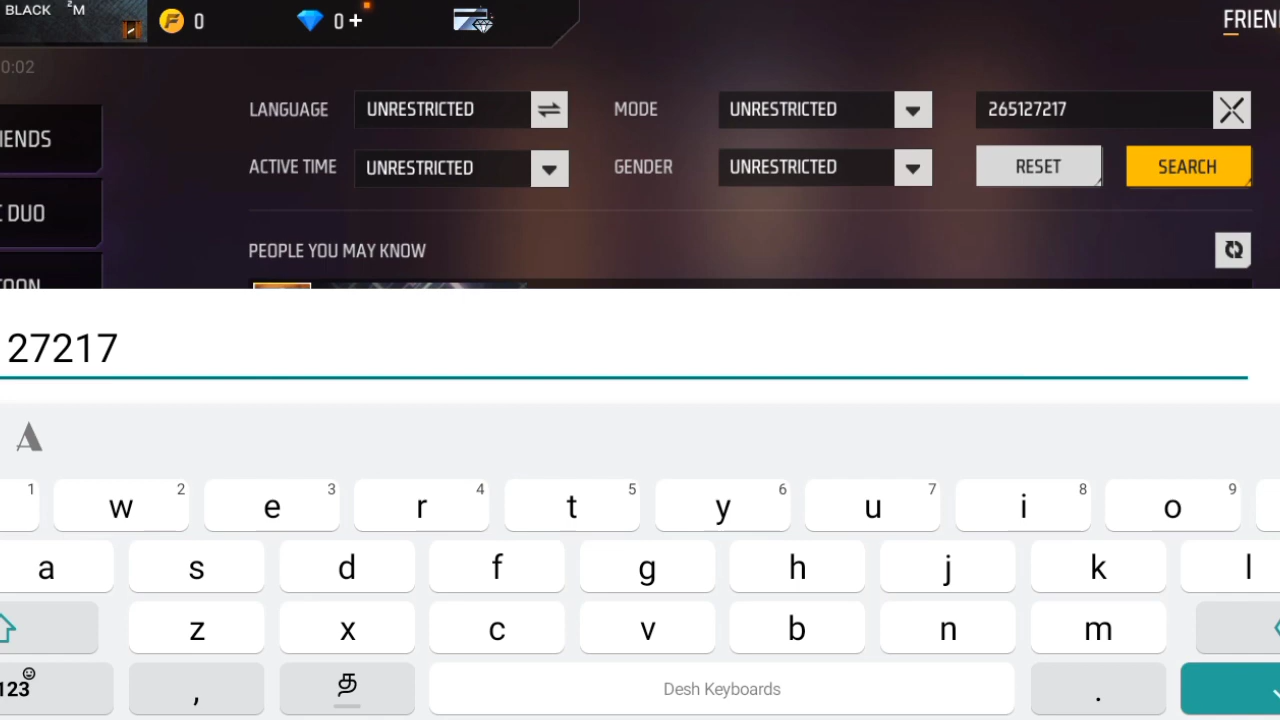 BLACK ²M
0
0 +
FRIEN
0:02
LANGUAGE UNRESTRICTED MODE UNRESTRICTED 265127217
IENDS
ACTIVE TIME UNRESTRICTED GENDER UNRESTRICTED RESET SEARCH
DUO
PEOPLE YOU MAY KNOW
27217
A
1 w 2 e 3 r 4 t 5 y 6 u 7 i 8 o 9
a s d f g h j k l
z x c v b n m
123 , த Desh Keyboards .